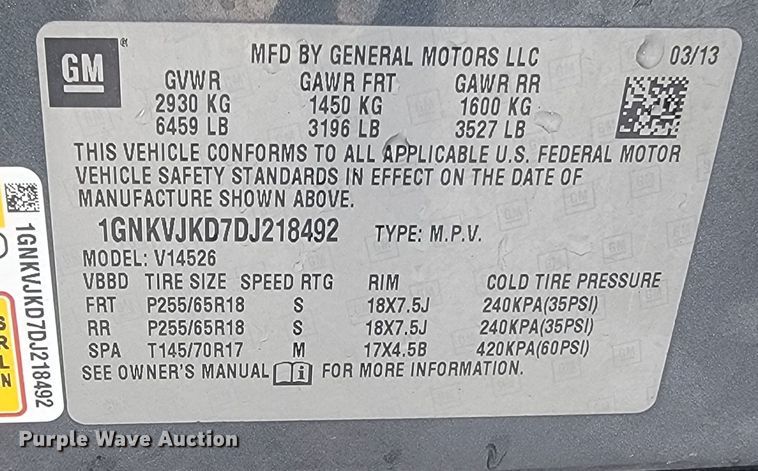 GM®
MFD BY GENERAL MOTORS LLC 03/13
GVWR GAWR FRT GAWR RR
2930 KG 1450 KG 1600 KG
6459 LB 3196 LB 3527 LB
THIS VEHICLE CONFORMS TO ALL APPLICABLE U.S. FEDERAL MOTOR
VEHICLE SAFETY STANDARDS IN EFFECT ON THE DATE OF
MANUFACTURE SHOWN ABOVE.
1GNKVJKD7DJ218492 TYPE: M.P.V.
MODEL: V14526
VBBD TIRE SIZE SPEED RTG RIM COLD TIRE PRESSURE
FRT P255/65R18 S 18X7.5J 240KPA(35PSI)
RR P255/65R18 S 18X7.5J 240KPA(35PSI)
SPA T145/70R17 M 17X4.5B 420KPA(60PSI)
SEE OWNER'S MANUAL i FOR MORE INFORMATION.
1GNKVJKD7DJ218492
S
R
L
N
Purple Wave Auction